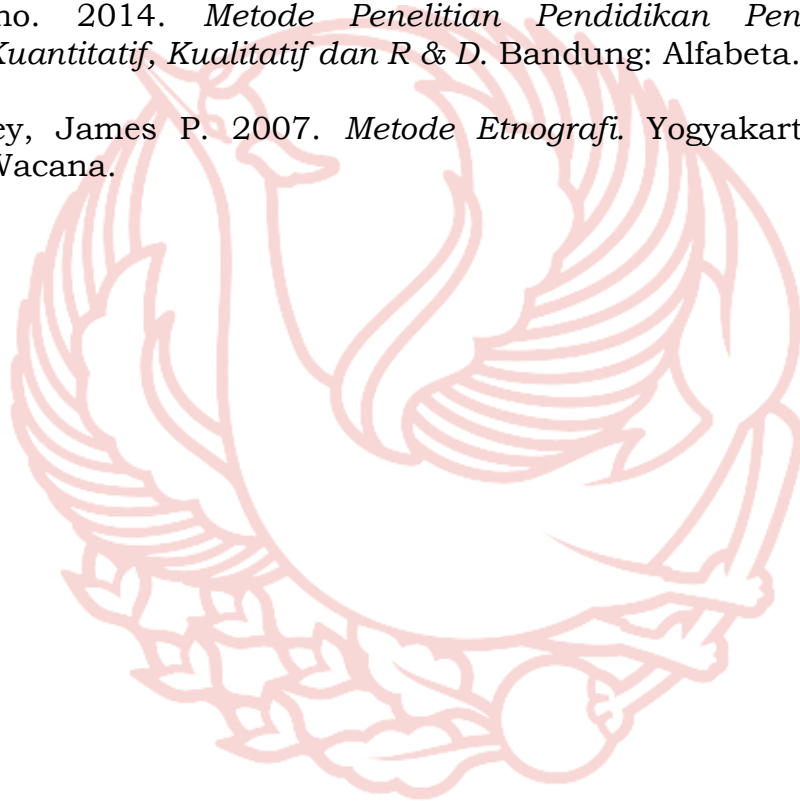 no. 2014. Metode Penelitian Pendidikan Pen
Kuantitatif, Kualitatif dan R & D. Bandung: Alfabeta.
ey, James P. 2007. Metode Etnografi. Yogyakart
Wacana.